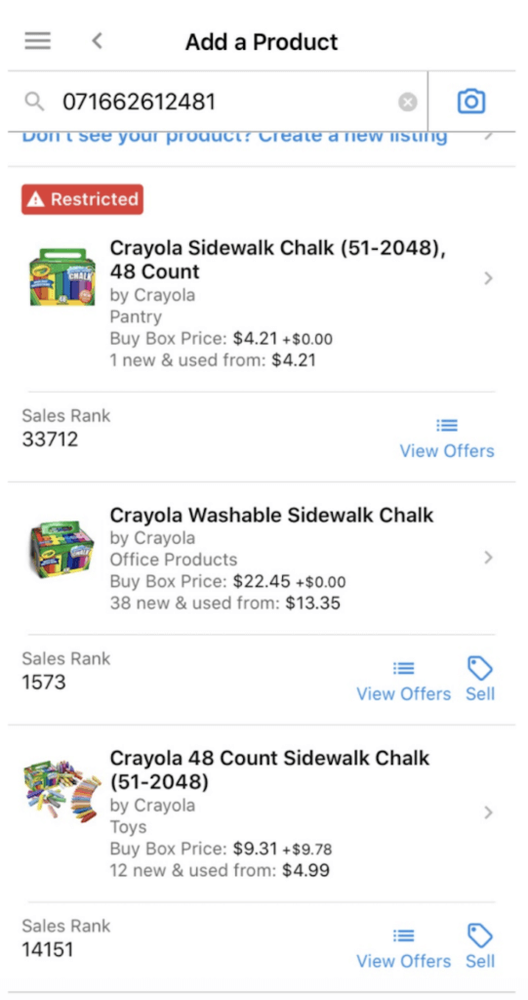 Add a Product
071662612481
Don't see your product? Create a new listing
Restricted
Crayola Sidewalk Chalk (51-2048),
48 Count
by Crayola
Pantry
Buy Box Price: $4.21 +$0.00
1 new & used from: $4.21
Sales Rank
33712
View Offers
Crayola Washable Sidewalk Chalk
by Crayola
Office Products
Buy Box Price: $22.45 +$0.00
38 new & used from: $13.35
Sales Rank
1573
View Offers Sell
Crayola 48 Count Sidewalk Chalk
(51-2048)
by Crayola
Toys
Buy Box Price: $9.31 +$9.78
12 new & used from: $4.99
Sales Rank
14151
View Offers Sell